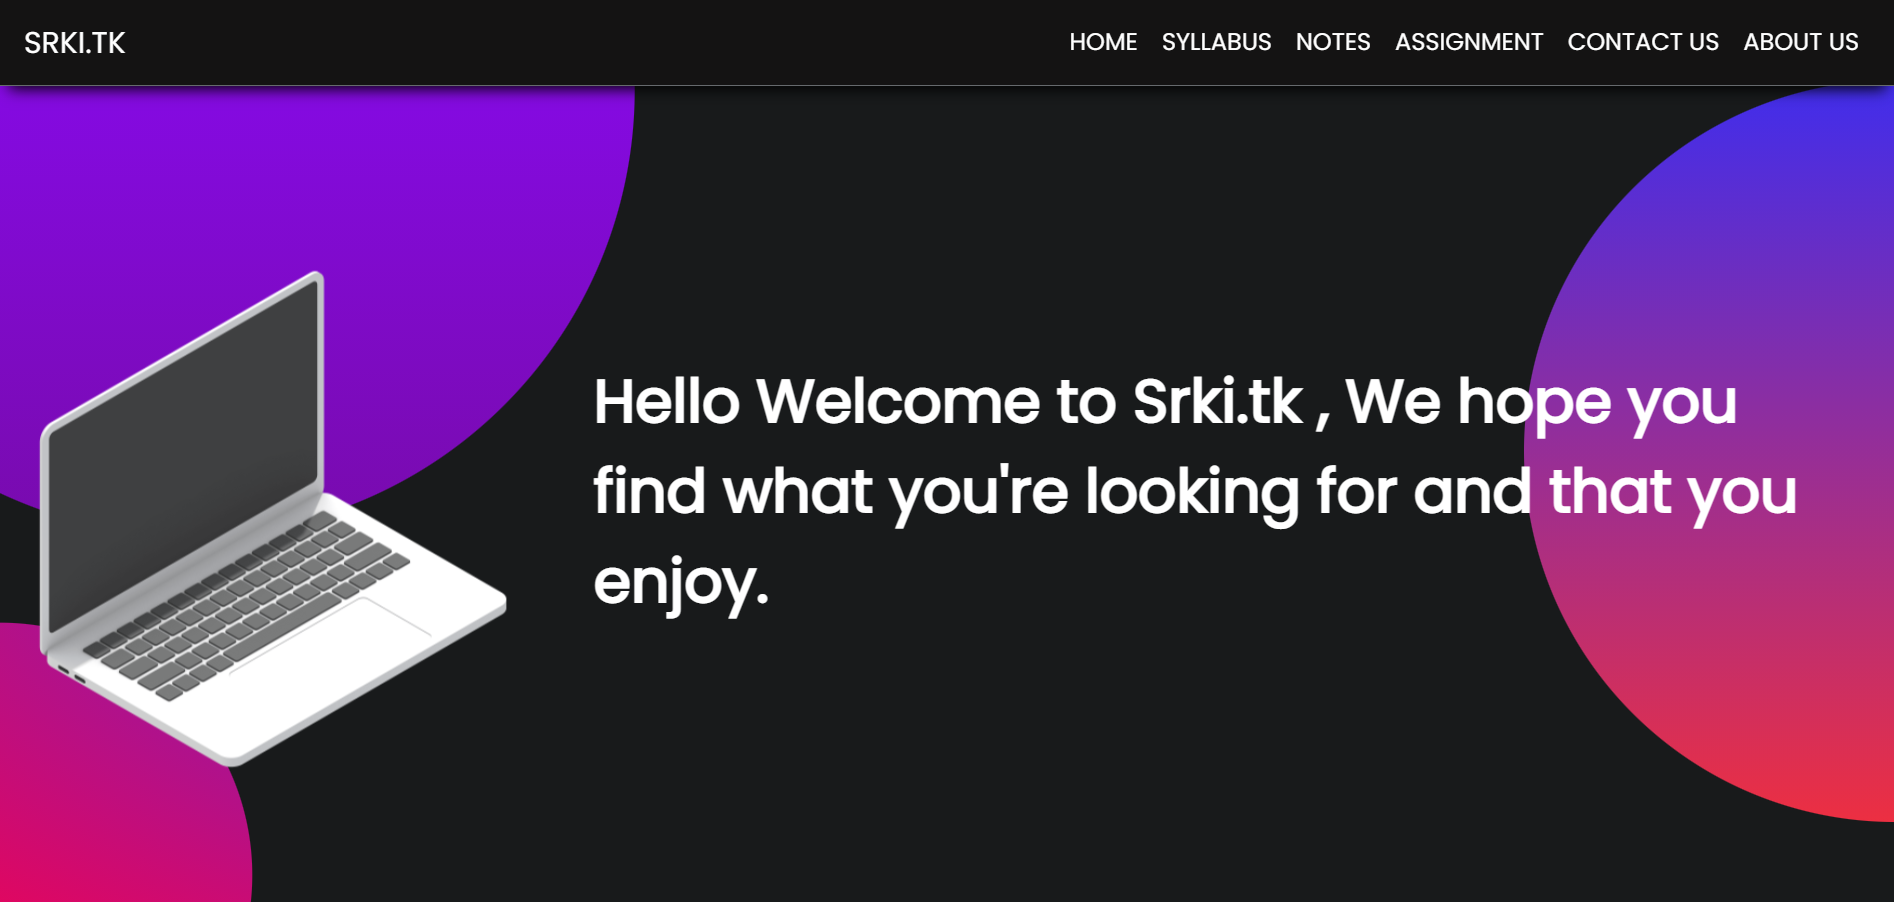 SRKI.TK
HOME SYLLABUS NOTES ASSIGNMENT CONTACT US ABOUT US
Hello Welcome to Srki.tk , We hope you
find what you're looking for and that you
enjoy.